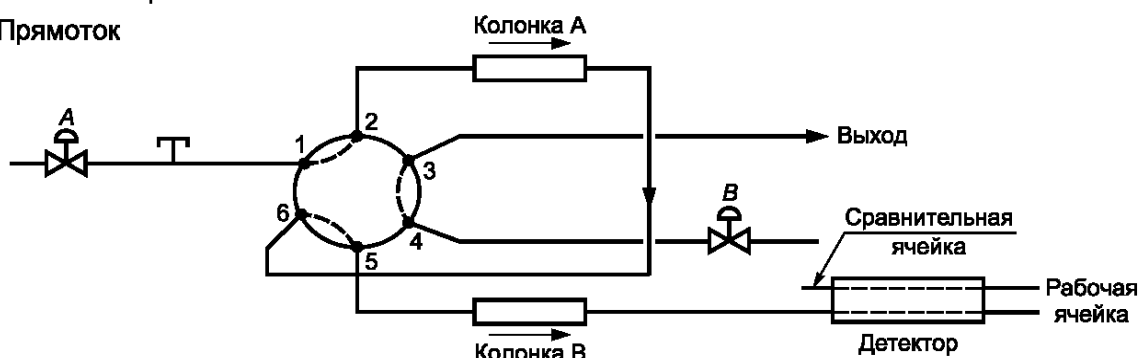 Прямоток
Колонка А
A
1
2
3
Выход
6
4
B
Сравнительная
ячейка
5
Рабочая
ячейка
Детектор
Колонка В